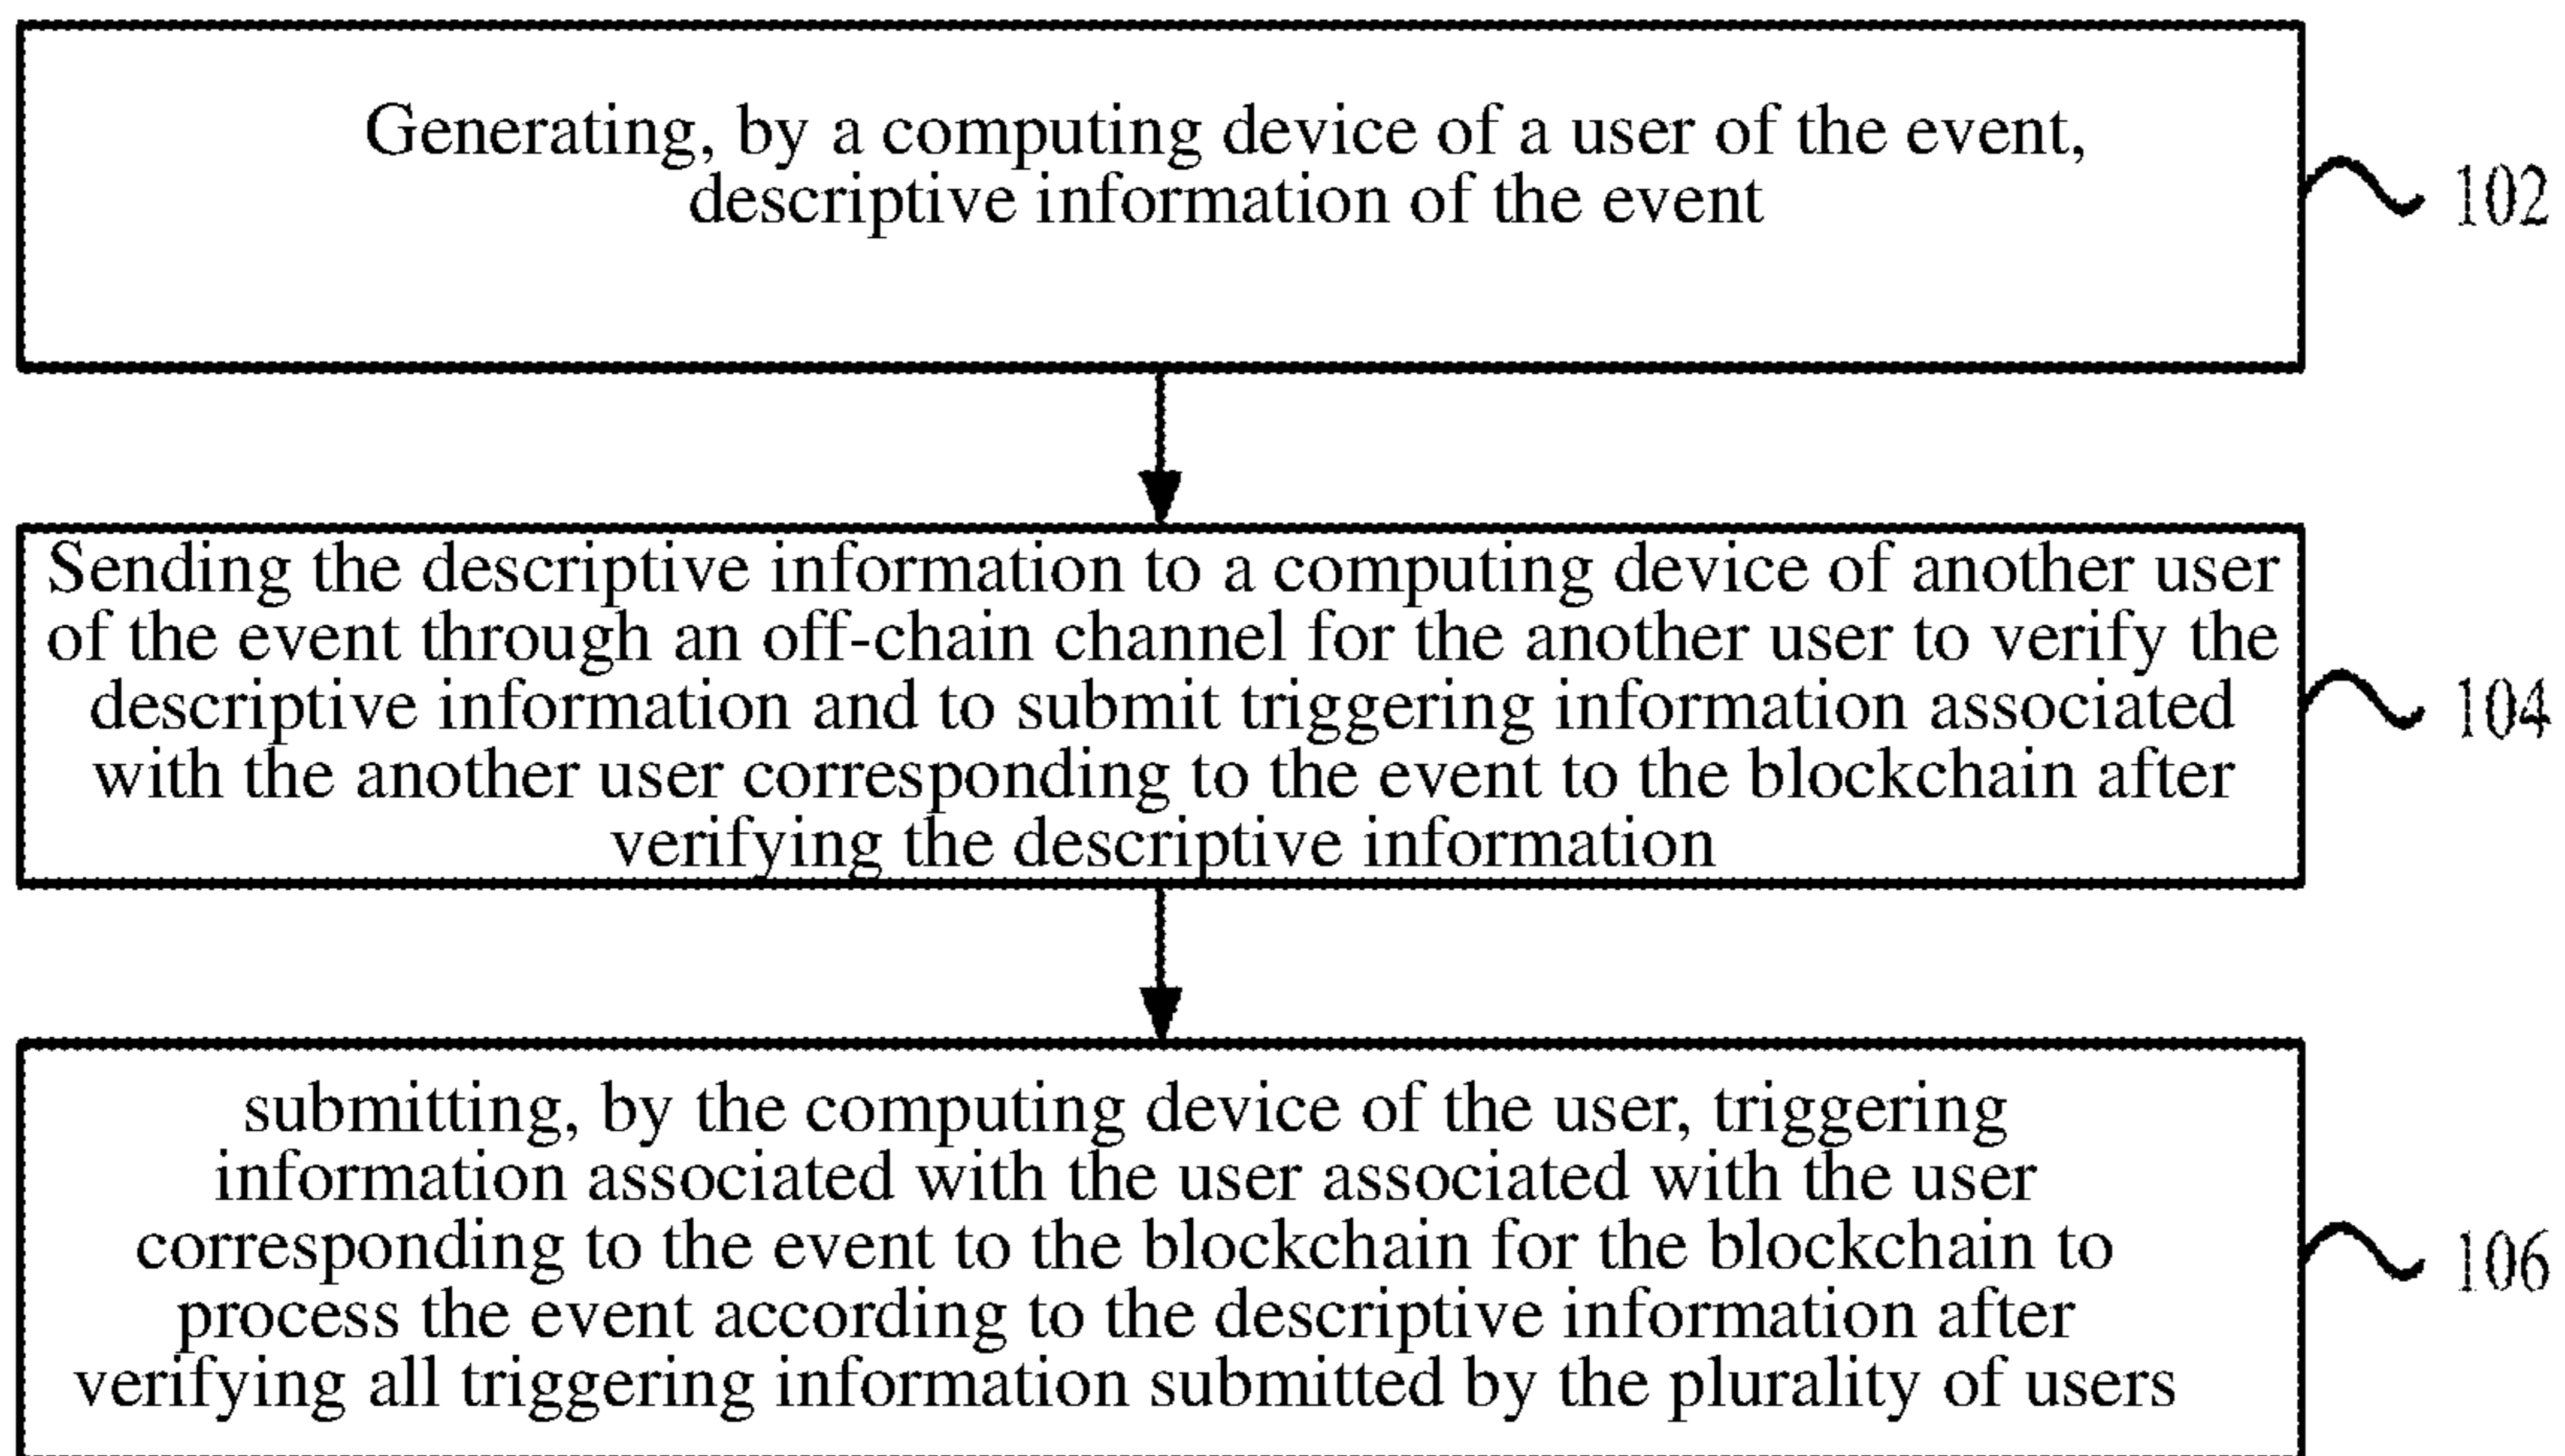 Generating, by a computing device of a user of the event,
descriptive information of the event
102
Sending the descriptive information to a computing device of another user
of the event through an off-chain channel for the another user to verify the
descriptive information and to submit triggering information associated
with the another user corresponding to the event to the blockchain after
verifying the descriptive information
104
submitting, by the computing device of the user, triggering
information associated with the user associated with the user
corresponding to the event to the blockchain for the blockchain to
process the event according to the descriptive information after
verifying all triggering information submitted by the plurality of users
106